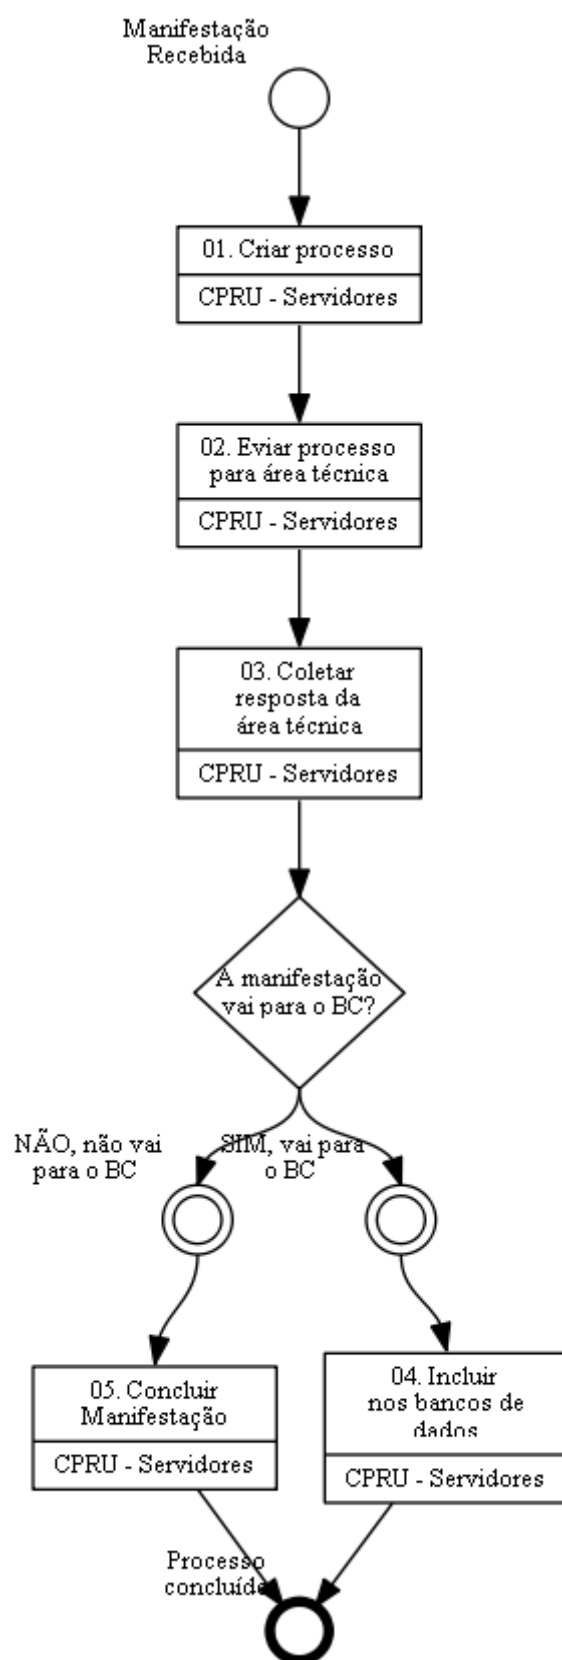 Manifestação
Recebida
01. Criar processo
CPRU - Servidores
02. Eviar processo
para área técnica
CPRU - Servidores
03. Coletar
resposta da
área técnica
CPRU - Servidores
A manifestação
vai para o BC?
NÃO, não vai
para o BC
SIM, vai para
o BC
05. Concluir
Manifestação
CPRU - Servidores
04. Incluir
nos bancos de
dados
CPRU - Servidores
Processo
concluído